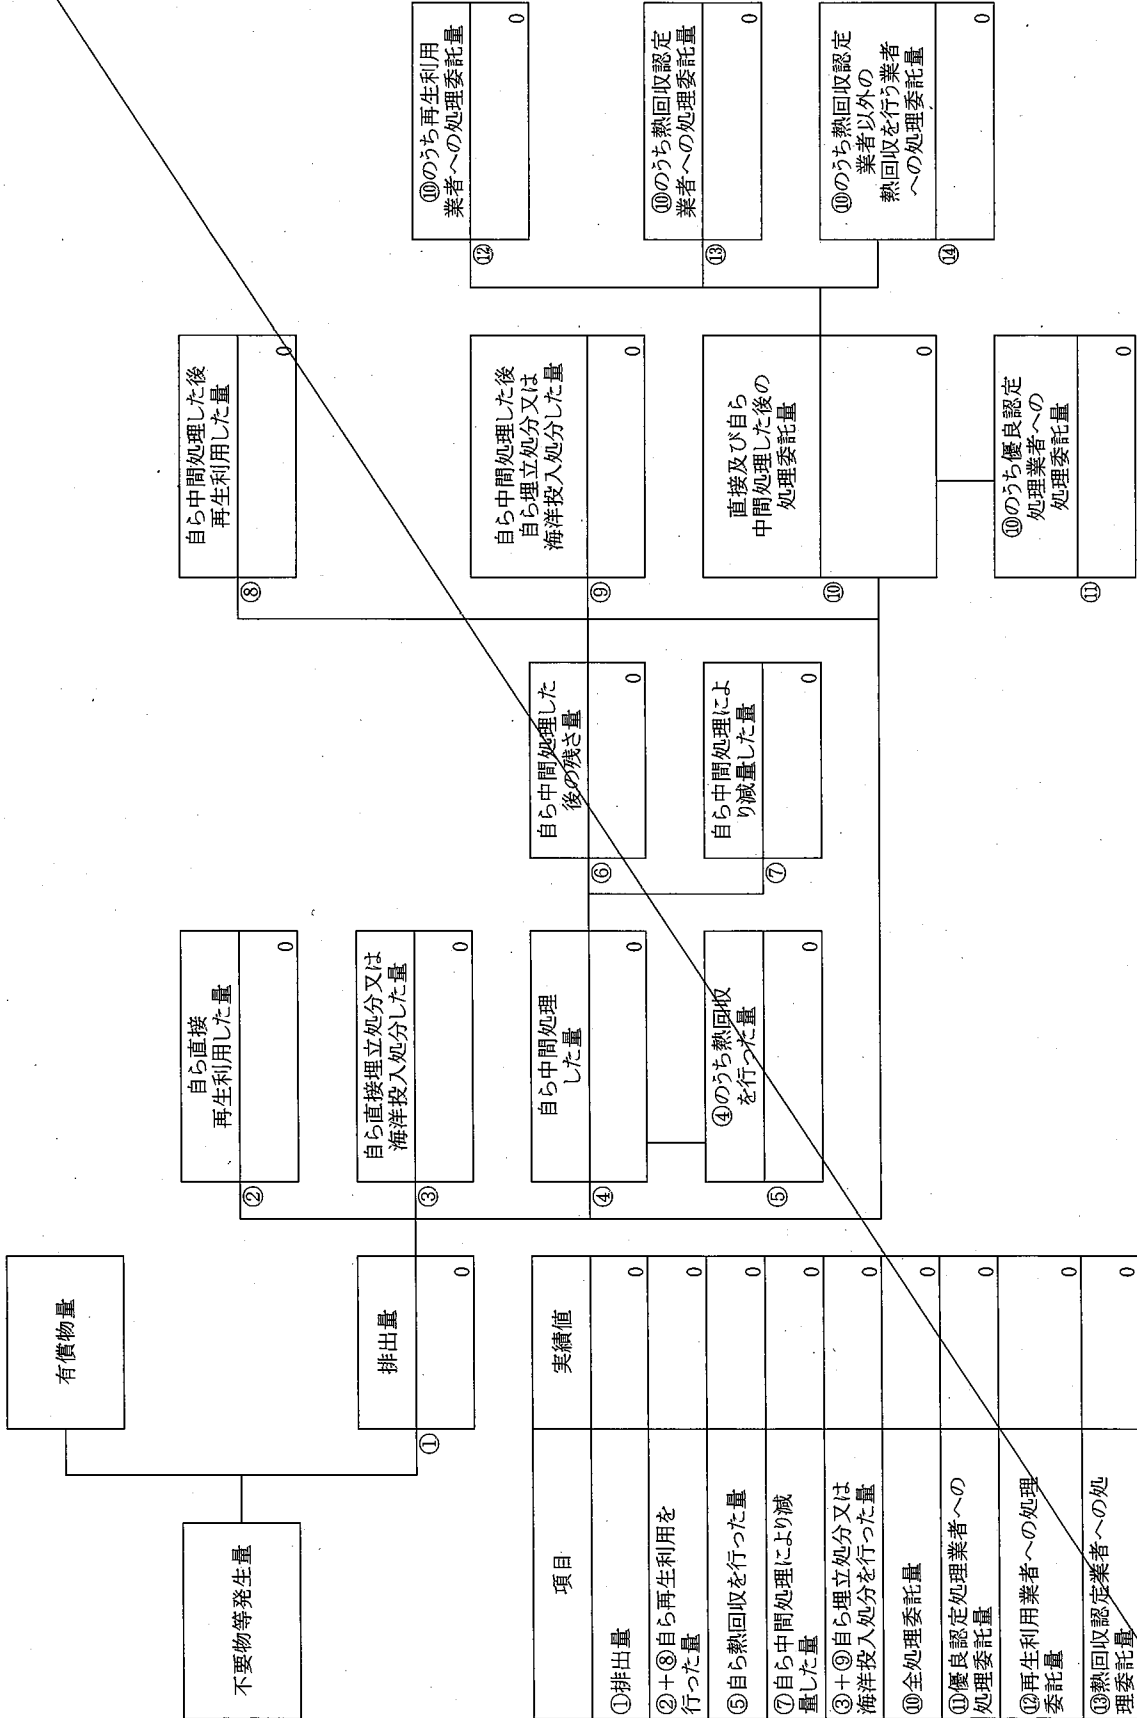 不要物等発生量
有償物量
排出量
①
0
自ら直接
再生利用した量
②
0
自ら直接埋立処分又は
海洋投入処分した量
③
0
自ら中間処理
した量
④
0
④のうち熱回収
を行った量
⑤
0
自ら中間処理した
後の残さ量
⑥
0
自ら中間処理によ
り減量した量
⑦
0
自ら中間処理した後
再生利用した量
⑧
0
自ら中間処理した後
自ら埋立処分又は
海洋投入処分した量
⑨
0
直接及び自ら
中間処理した後の
処理委託量
⑩
0
⑩のうち優良認定
処理業者への
処理委託量
⑪
0
⑩のうち再生利用
業者への処理委託量
⑫
0
⑩のうち熱回収認定
業者への処理委託量
⑬
0
⑩のうち熱回収認定
業者以外の
熱回収を行う業者
への処理委託量
⑭
0
項目 実績値
①排出量 0
②+⑧自ら再生利用を
行った量 0
⑤自ら熱回収を行った量 0
⑦自ら中間処理により減
量した量 0
③+⑨自ら埋立処分又は
海洋投入処分を行った量 0
⑩全処理委託量 0
⑪優良認定処理業者への
処理委託量 0
⑫再生利用業者への処理
委託量 0
⑬熱回収認定業者への処
理委託量 0